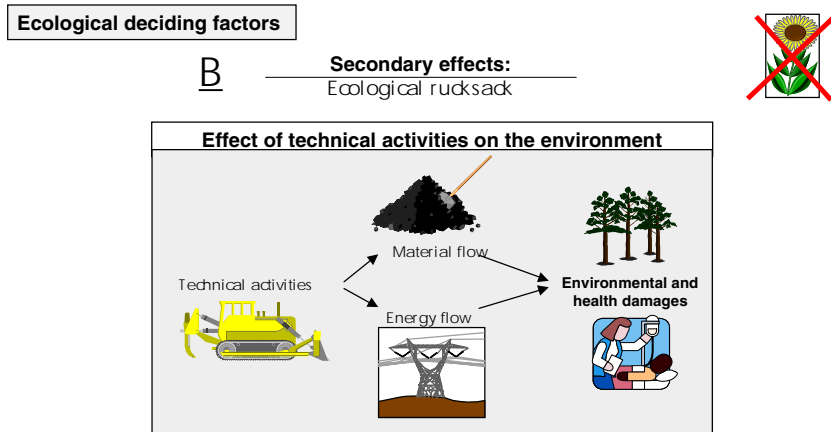 Ecological deciding factors
B
Secondary effects:
Ecological rucksack
Effect of technical activities on the environment
Material flow
Technical activities
Environmental and
health damages
Energy flow